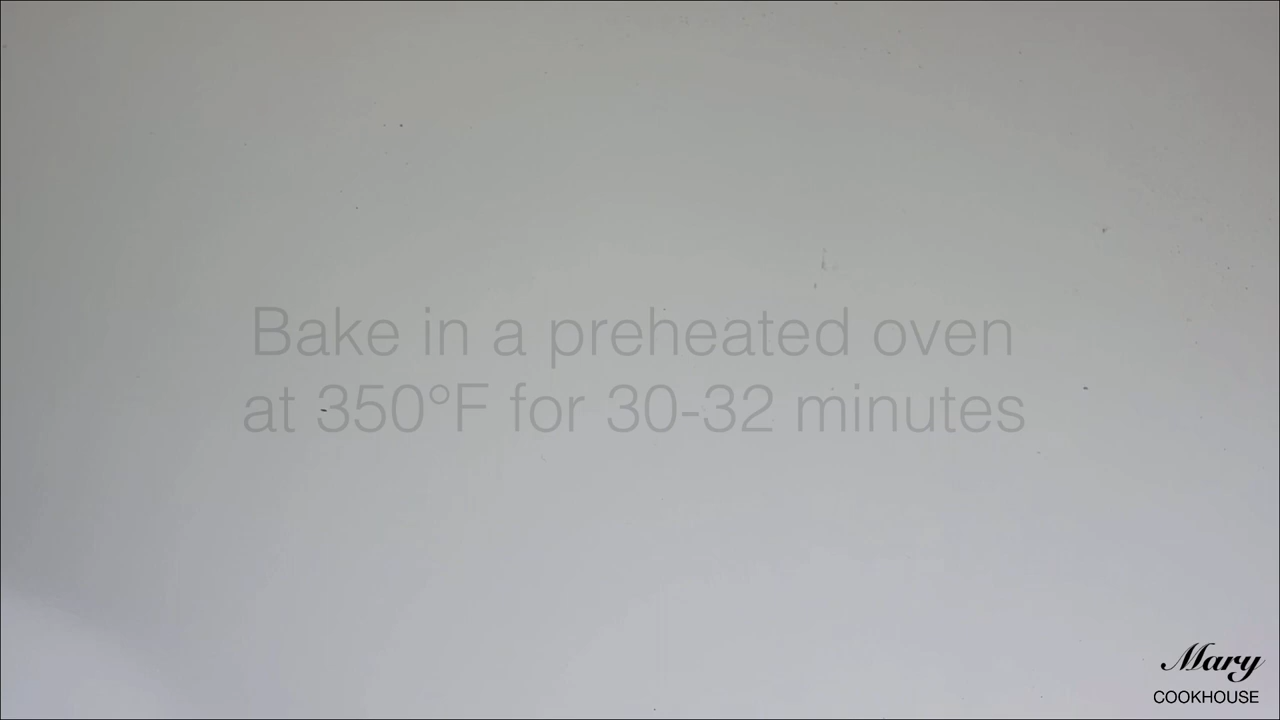 Bake in a preheated oven
at 350°F for 30-32 minutes
Mary
COOKHOUSE